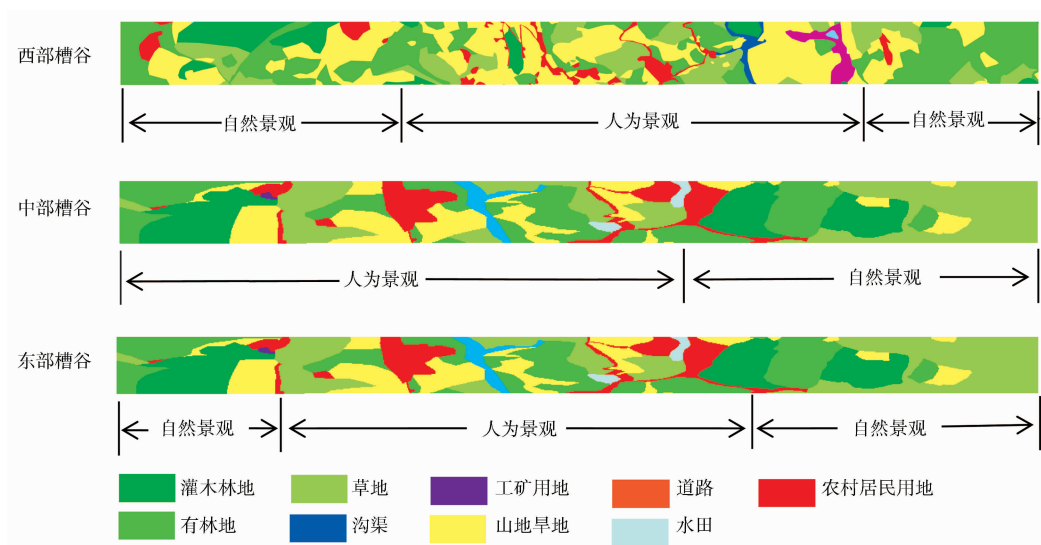 西部槽谷
自然景观 人为景观 自然景观
中部槽谷
人为景观 自然景观
东部槽谷
自然景观 人为景观 自然景观
灌木林地 草地 工矿用地 道路 农村居民用地
有林地 沟渠 山地旱地 水田